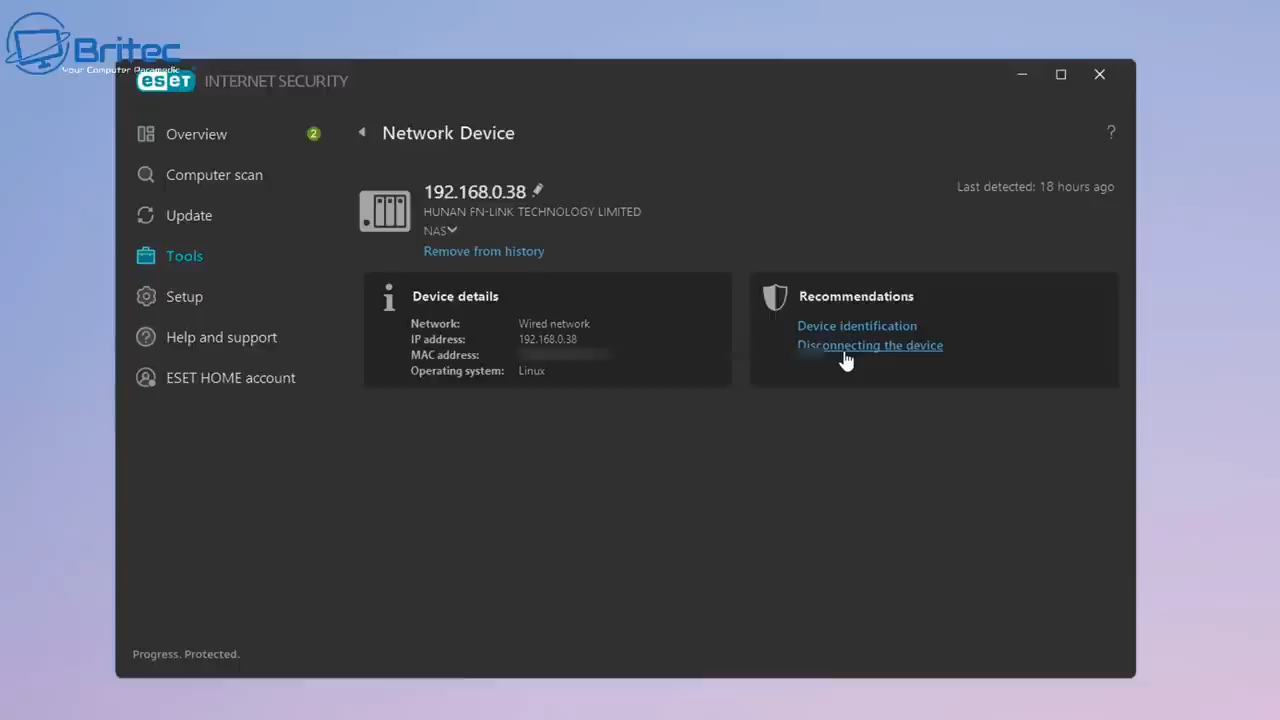 Britec
Your Computer Paramedic
eset INTERNET SECURITY
Overview 2
Computer scan
Update
Tools
Setup
Help and support
ESET HOME account
Network Device
?
192.168.0.38
HUNAN FN-LINK TECHNOLOGY LIMITED
NAS
Remove from history
Last detected: 18 hours ago
Device details
Network: Wired network
IP address: 192.168.0.38
MAC address:
Operating system: Linux
Recommendations
Device identification
Disconnecting the device
Progress. Protected.